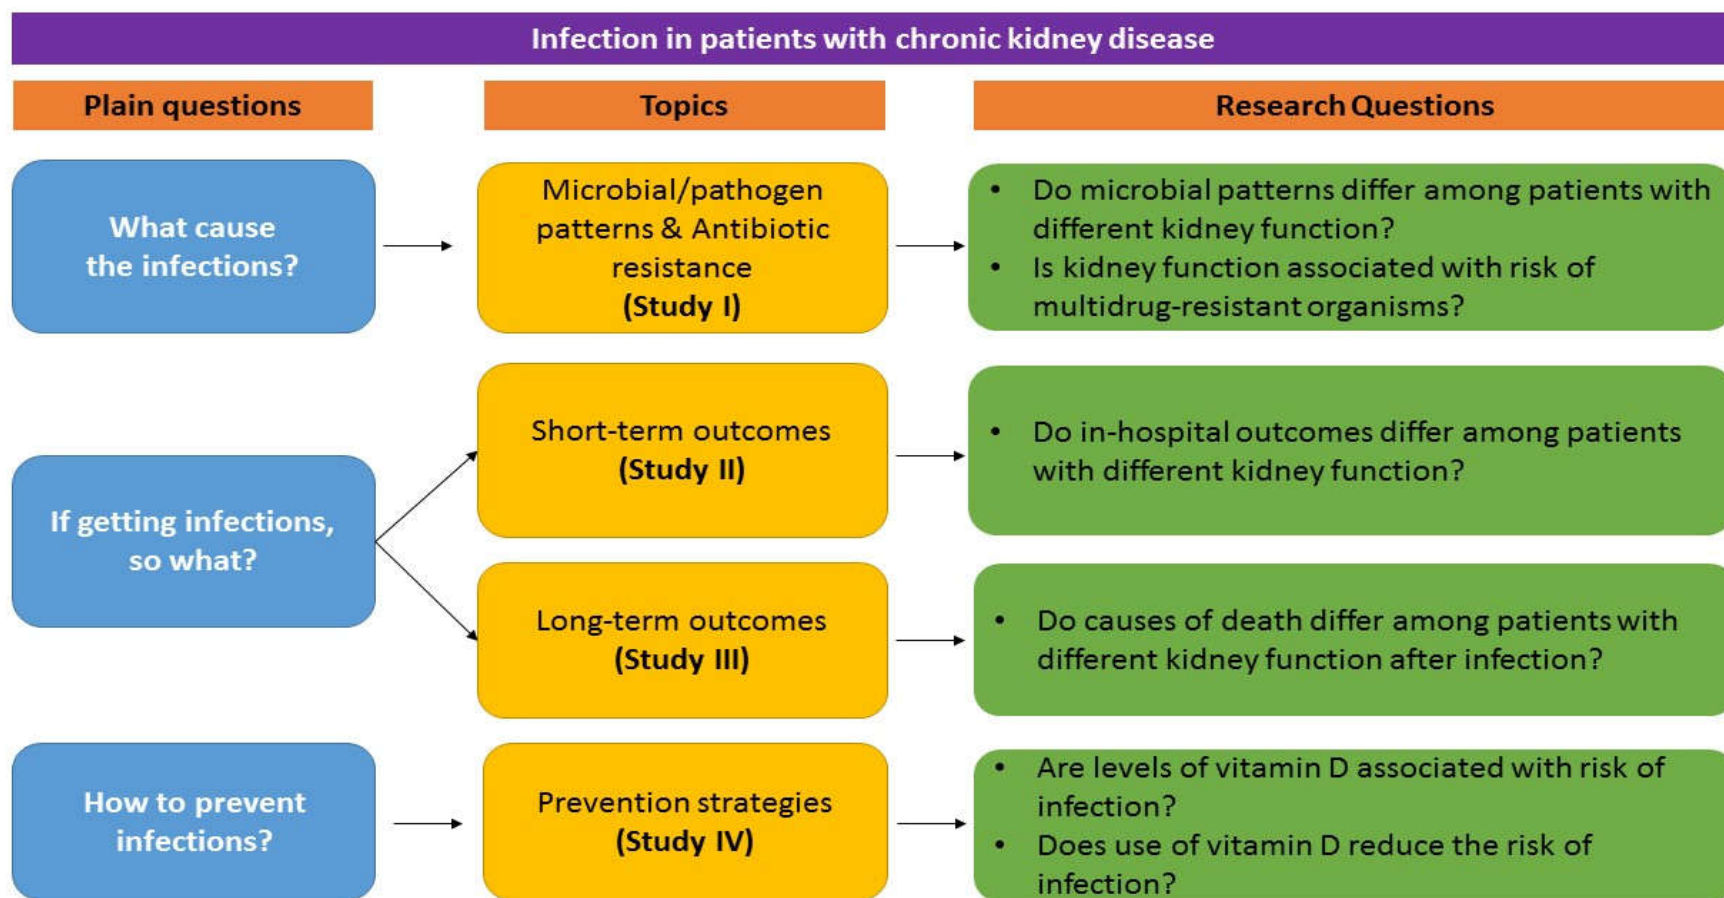 Infection in patients with chronic kidney disease
Plain questions
Topics
Research Questions
What cause
the infections?
Microbial/pathogen
patterns & Antibiotic
resistance
(Study I)
• Do microbial patterns differ among patients with
different kidney function?
• Is kidney function associated with risk of
multidrug-resistant organisms?
If getting infections,
so what?
Short-term outcomes
(Study II)
• Do in-hospital outcomes differ among patients
with different kidney function?
Long-term outcomes
(Study III)
• Do causes of death differ among patients with
different kidney function after infection?
How to prevent
infections?
Prevention strategies
(Study IV)
• Are levels of vitamin D associated with risk of
infection?
• Does use of vitamin D reduce the risk of
infection?